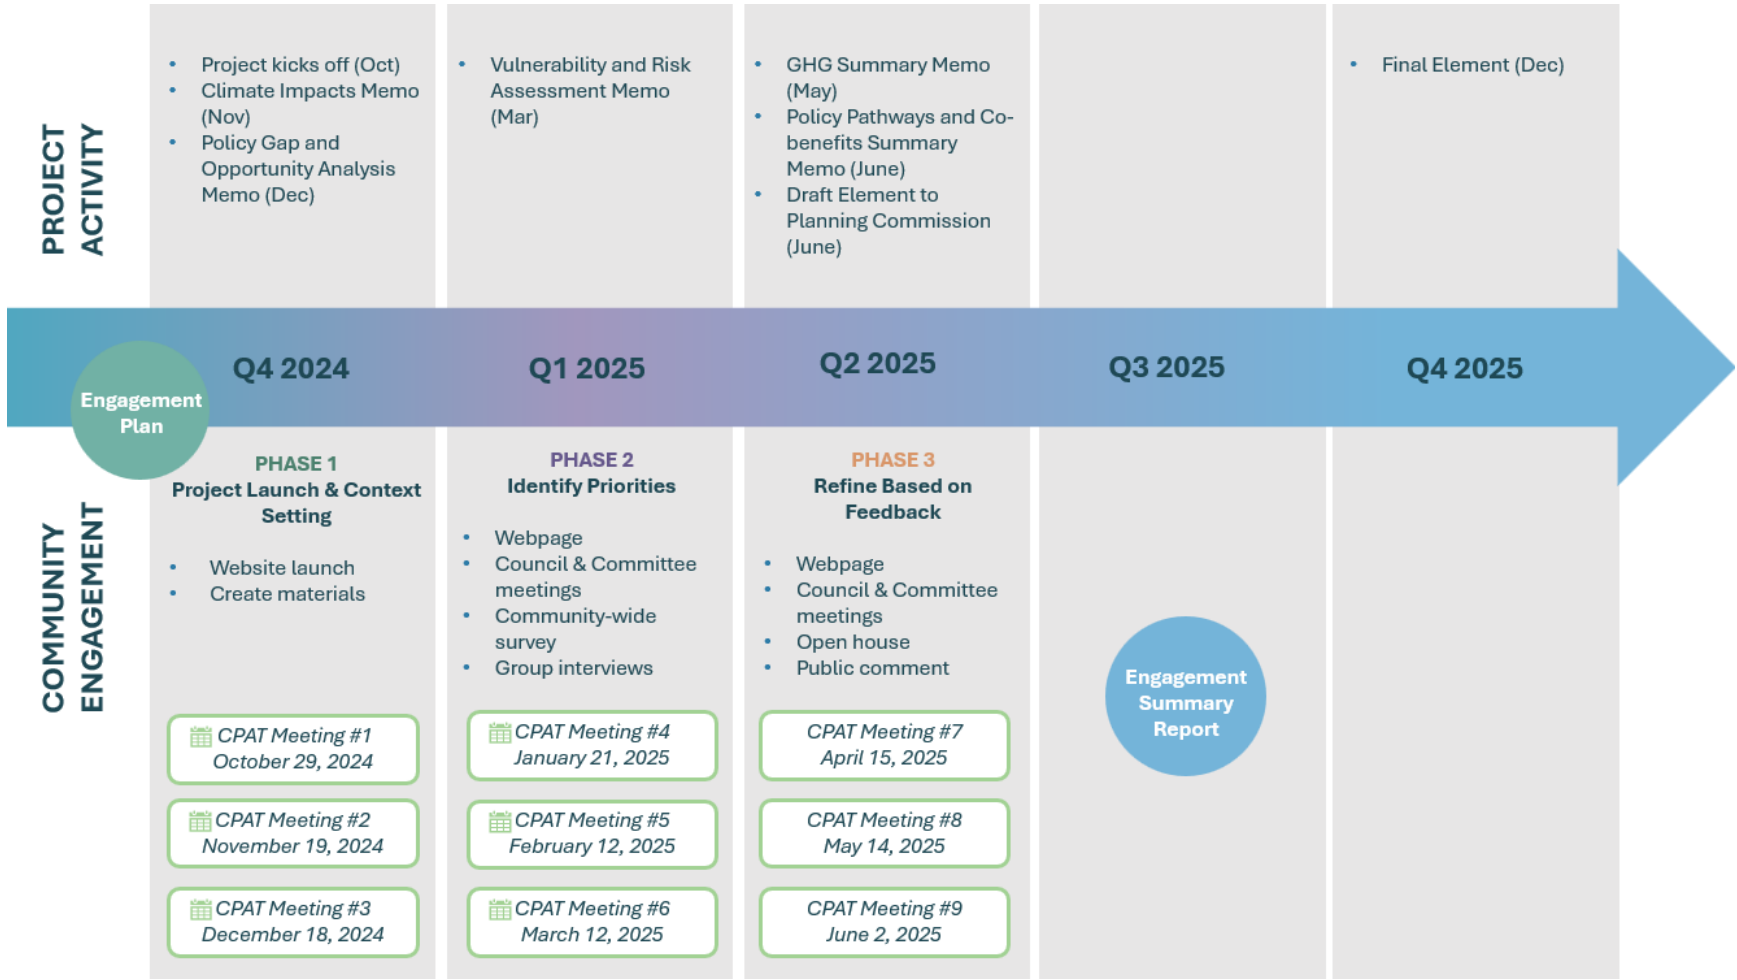 PROJECT
ACTIVITY
• Project kicks off (Oct)
• Climate Impacts Memo
(Nov)
• Policy Gap and
Opportunity Analysis
Memo (Dec)
• Vulnerability and Risk
Assessment Memo
(Mar)
• GHG Summary Memo
(May)
• Policy Pathways and Co-
benefits Summary
Memo (June)
• Draft Element to
Planning Commission
(June)
• Final Element (Dec)
Engagement
Plan
Q4 2024
Q1 2025
Q2 2025
Q3 2025
Q4 2025
COMMUNITY
ENGAGEMENT
PHASE 1
Project Launch & Context
Setting
• Website launch
• Create materials
CPAT Meeting #1
October 29, 2024
CPAT Meeting #2
November 19, 2024
CPAT Meeting #3
December 18, 2024
PHASE 2
Identify Priorities
• Webpage
• Council & Committee
meetings
• Community-wide
survey
• Group interviews
CPAT Meeting #4
January 21, 2025
CPAT Meeting #5
February 12, 2025
CPAT Meeting #6
March 12, 2025
PHASE 3
Refine Based on
Feedback
• Webpage
• Council & Committee
meetings
• Open house
• Public comment
CPAT Meeting #7
April 15, 2025
CPAT Meeting #8
May 14, 2025
CPAT Meeting #9
June 2, 2025
Engagement
Summary
Report